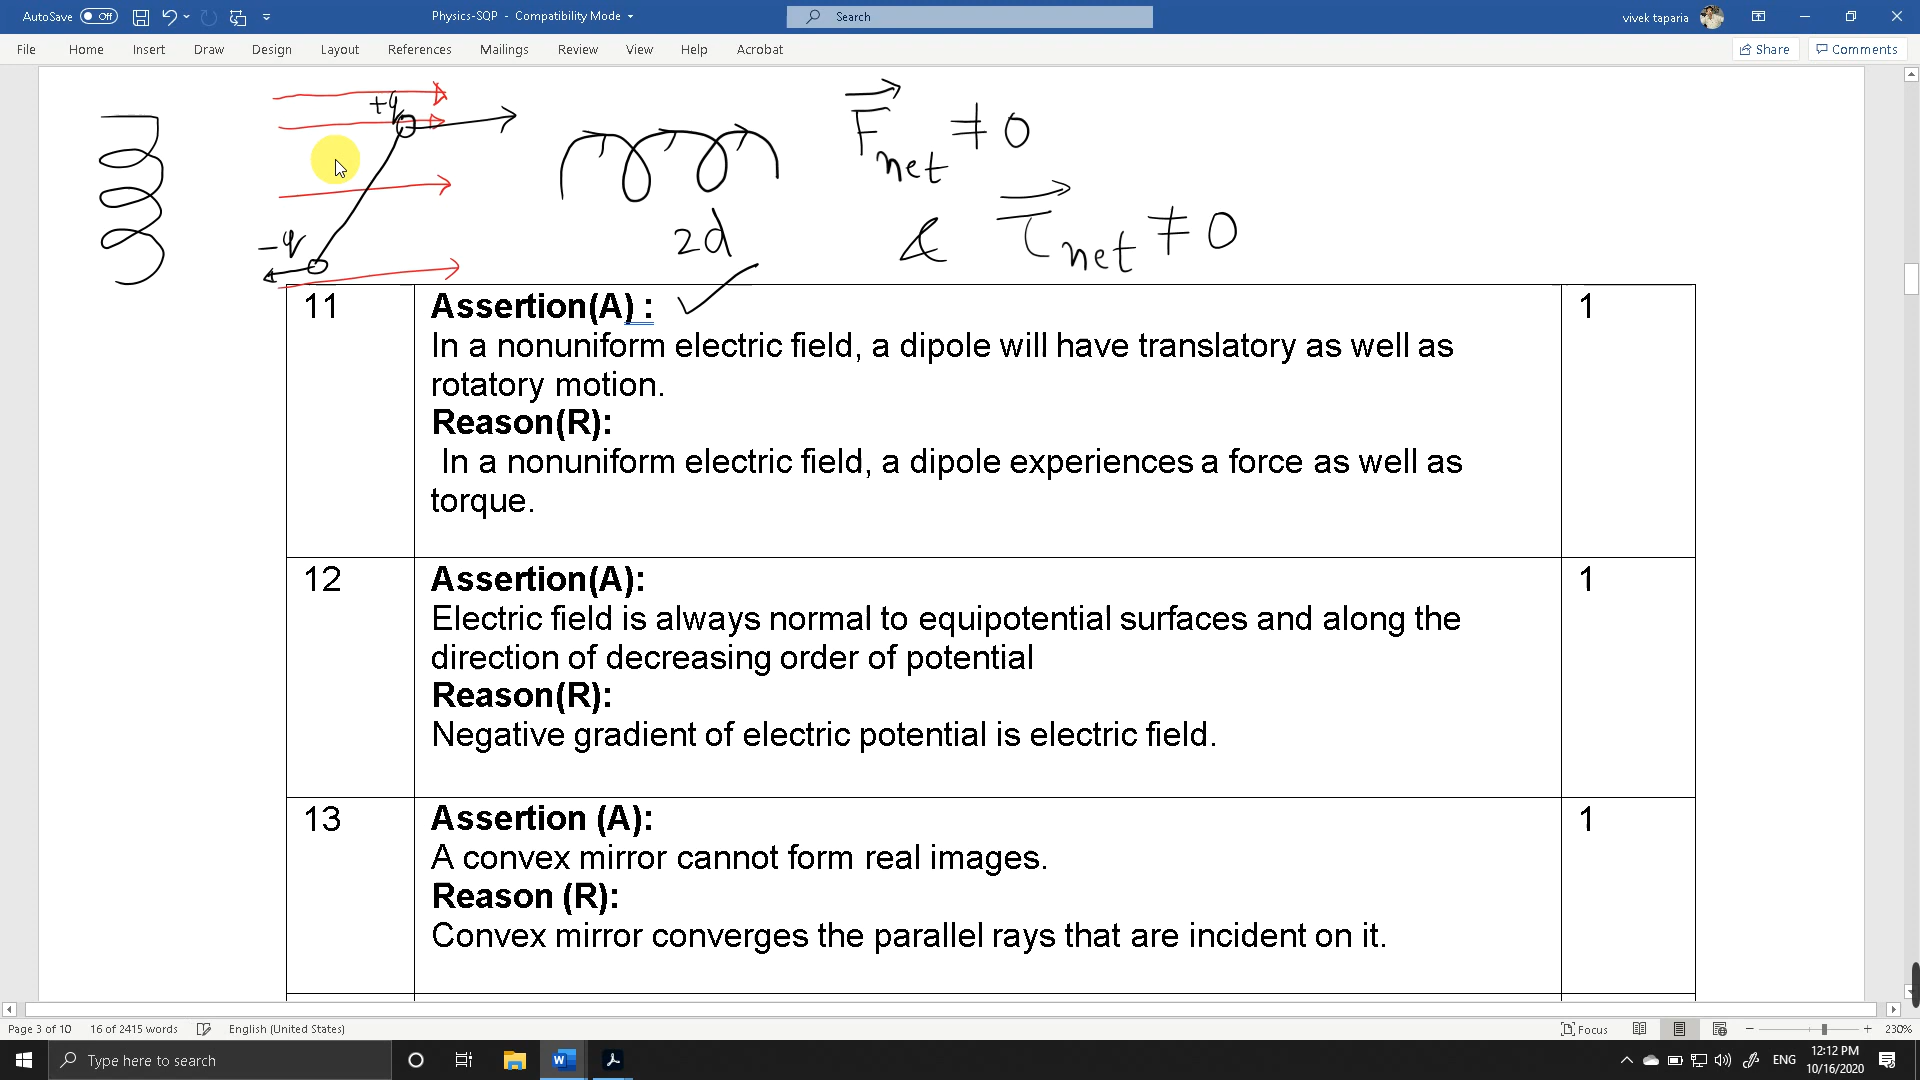 AutoSave Off
Physics-SQP - Compatibility Mode
Search
vivek taparia
File Home Insert Draw Design Layout References Mailings Review View Help Acrobat
Share Comments
+q
F net ≠ 0
-q
2d
& τ net ≠ 0
11 Assertion(A) : 1
In a nonuniform electric field, a dipole will have translatory as well as
rotatory motion.
Reason(R):
In a nonuniform electric field, a dipole experiences a force as well as
torque.
12 Assertion(A): 1
Electric field is always normal to equipotential surfaces and along the
direction of decreasing order of potential
Reason(R):
Negative gradient of electric potential is electric field.
13 Assertion (A): 1
A convex mirror cannot form real images.
Reason (R):
Convex mirror converges the parallel rays that are incident on it.
Page 3 of 10 16 of 2415 words English (United States) Focus 230%
Type here to search
ENG
12:12 PM
10/16/2020